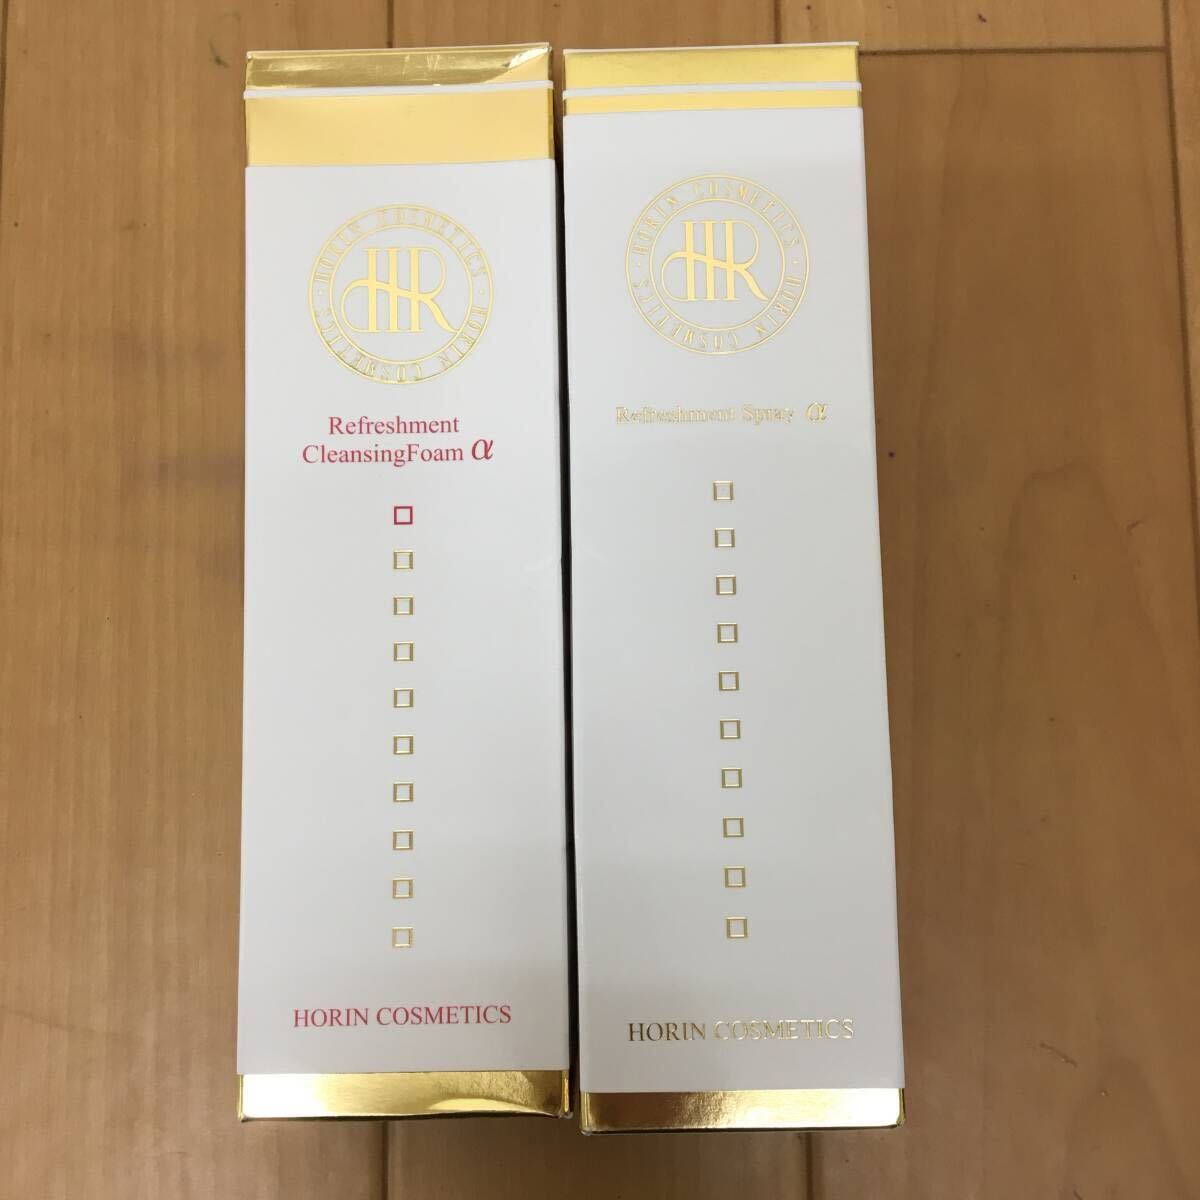 HORIN COSMETICS · HORIN COSMETICS ·
HR
Refreshment
CleansingFoam α
HORIN COSMETICS
HORIN COSMETICS · HORIN COSMETICS ·
HR
Refreshment Spray α
HORIN COSMETICS